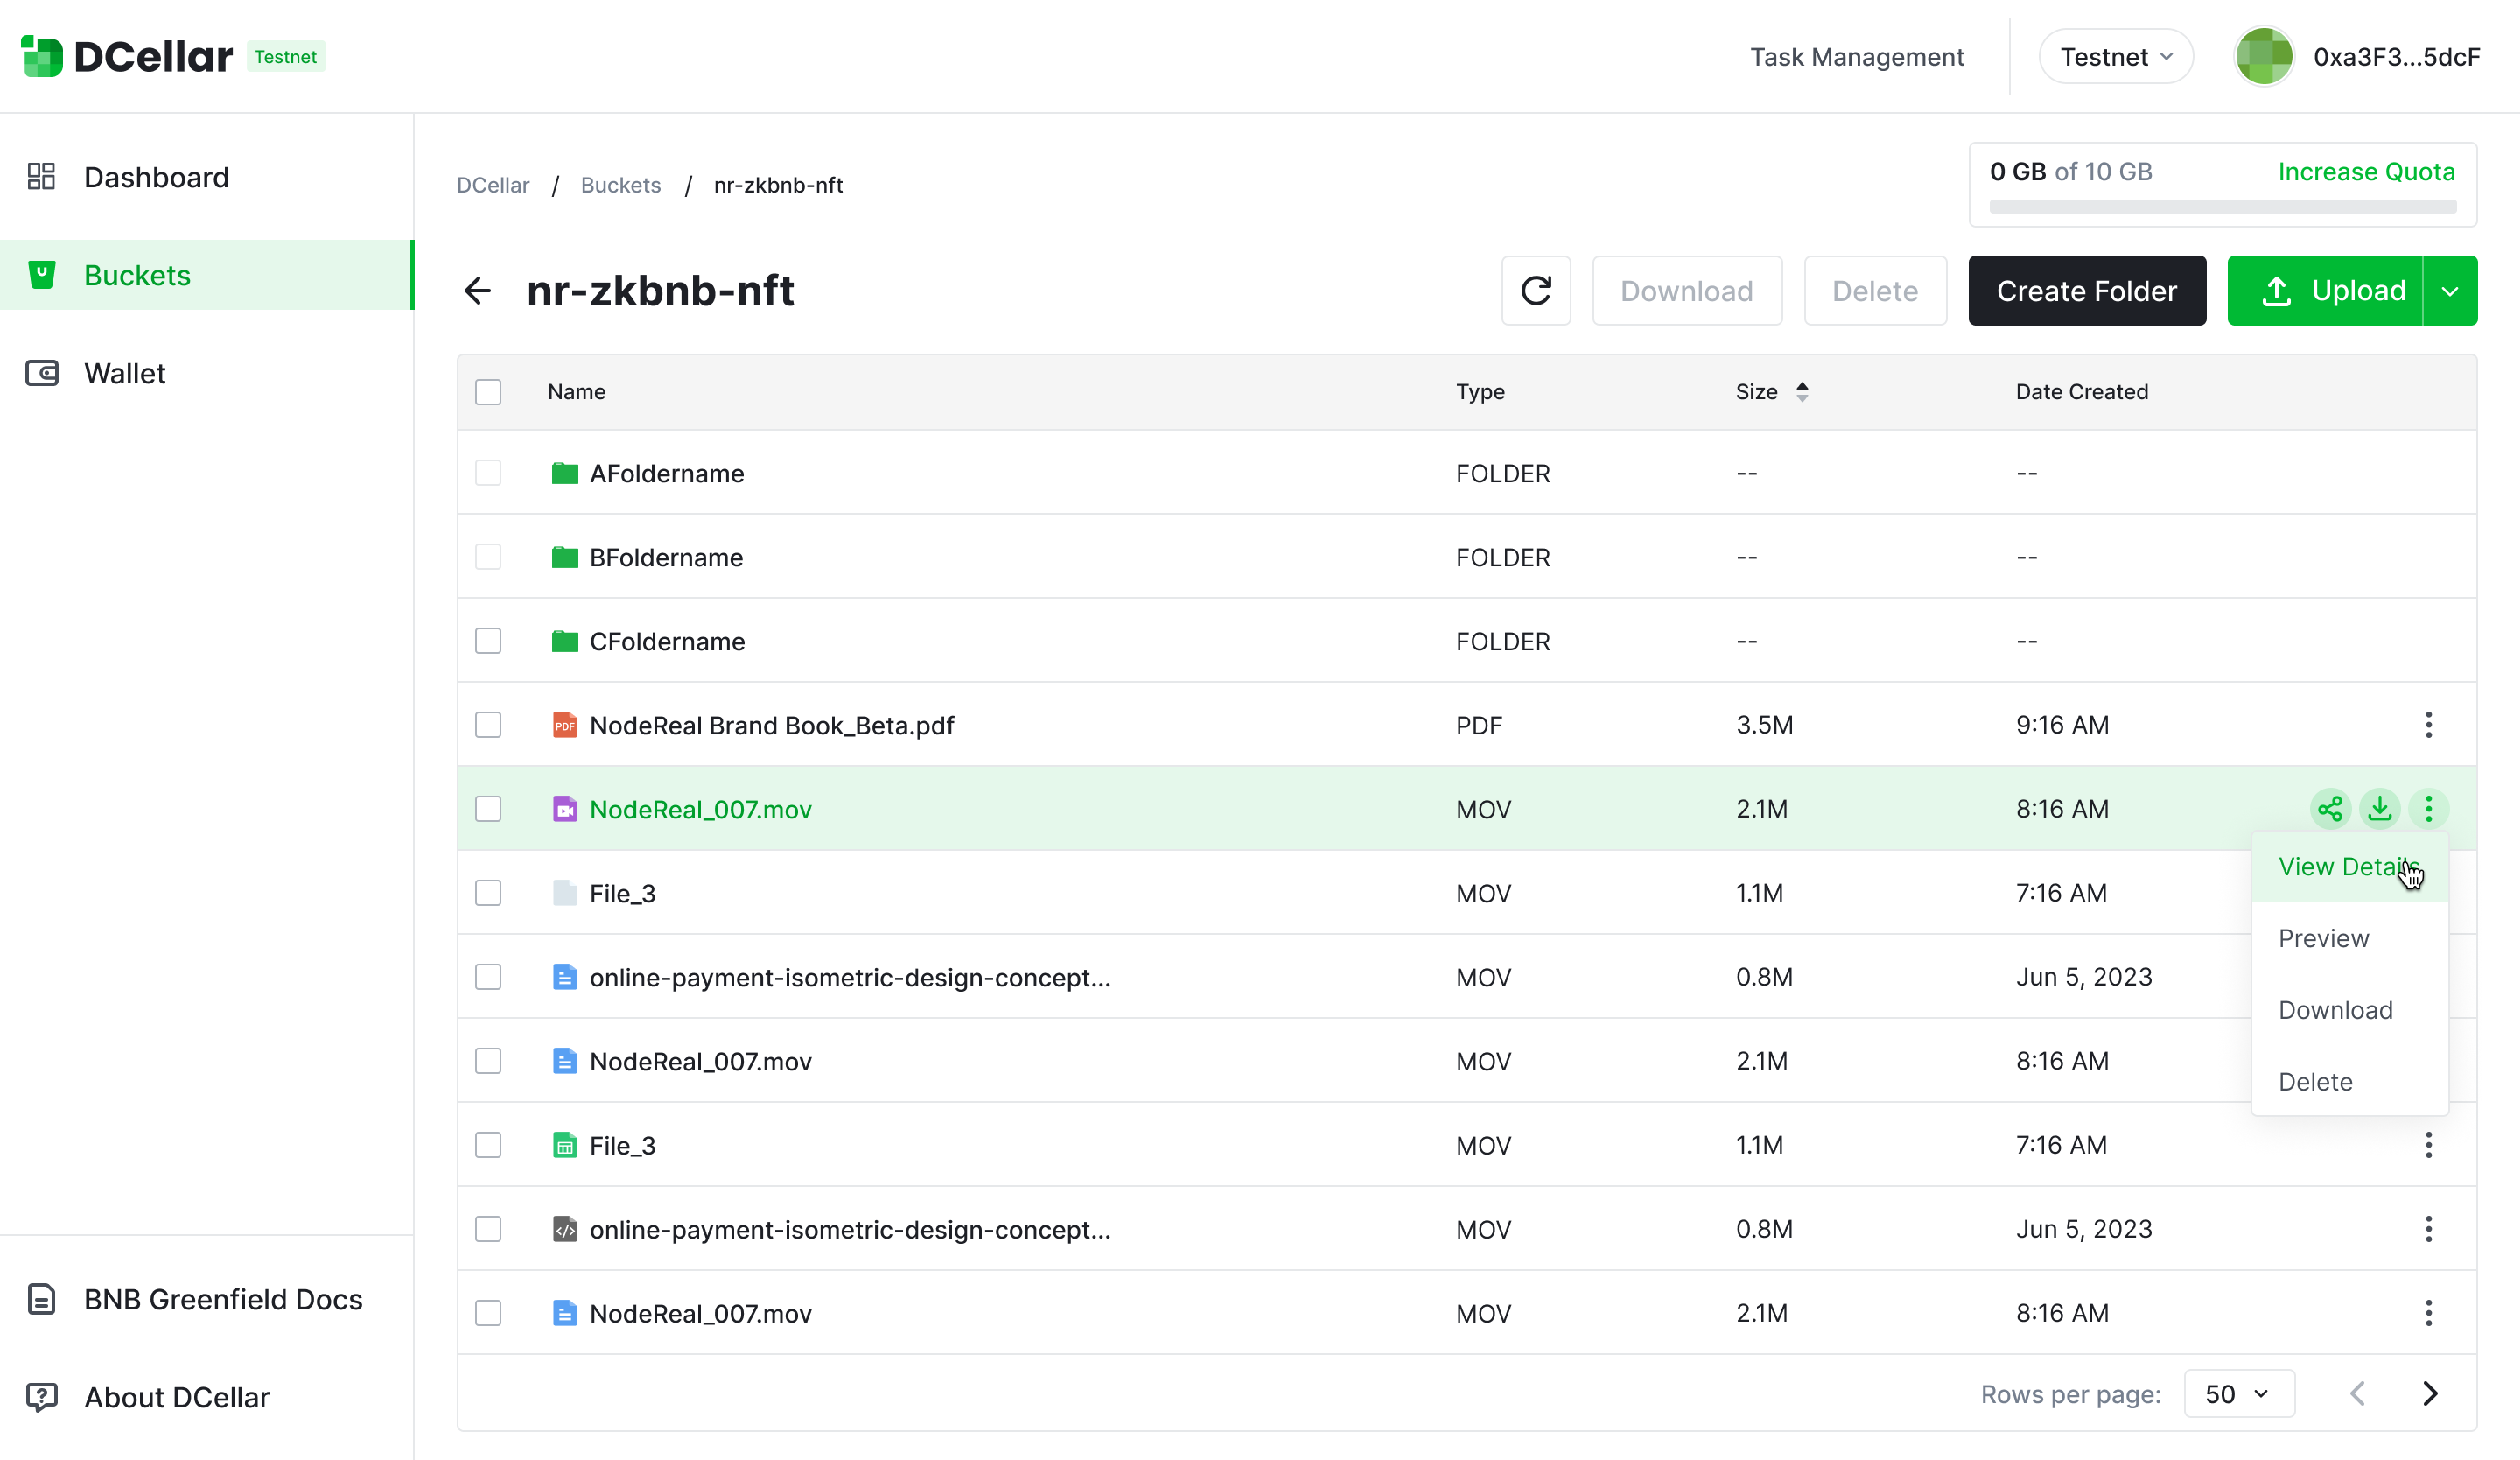 DCellar Testnet
Task Management
Testnet
0xa3F3...5dcF
Dashboard
Buckets
Wallet
BNB Greenfield Docs
About DCellar
DCellar / Buckets / nr-zkbnb-nft
0 GB of 10 GB Increase Quota
nr-zkbnb-nft
Download
Delete
Create Folder
Upload
Name Type Size Date Created
AFoldername FOLDER -- --
BFoldername FOLDER -- --
CFoldername FOLDER -- --
PDF NodeReal Brand Book_Beta.pdf PDF 3.5M 9:16 AM
NodeReal_007.mov MOV 2.1M 8:16 AM
File_3 MOV 1.1M 7:16 AM
online-payment-isometric-design-concept... MOV 0.8M Jun 5, 2023
NodeReal_007.mov MOV 2.1M 8:16 AM
File_3 MOV 1.1M 7:16 AM
online-payment-isometric-design-concept... MOV 0.8M Jun 5, 2023
NodeReal_007.mov MOV 2.1M 8:16 AM
View Details
Preview
Download
Delete
Rows per page: 50